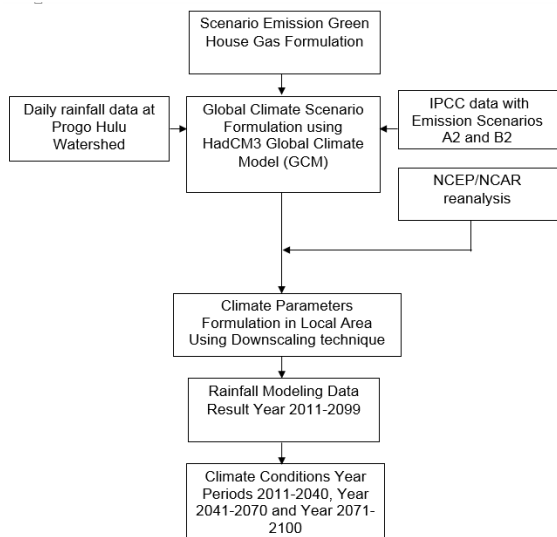 Scenario Emission Green
House Gas Formulation
Daily rainfall data at
Progo Hulu
Watershed
Global Climate Scenario
Formulation using
HadCM3 Global Climate
Model (GCM)
IPCC data with
Emission Scenarios
A2 and B2
NCEP/NCAR
reanalysis
Climate Parameters
Formulation in Local Area
Using Downscaling technique
Rainfall Modeling Data
Result Year 2011-2099
Climate Conditions Year
Periods 2011-2040, Year
2041-2070 and Year 2071-
2100